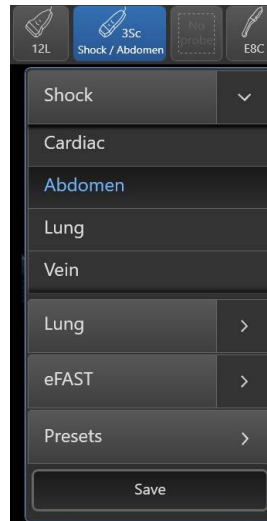 12L
3Sc
Shock / Abdomen
No
probe
E8C
Shock
Cardiac
Abdomen
Lung
Vein
Lung
eFAST
Presets
Save